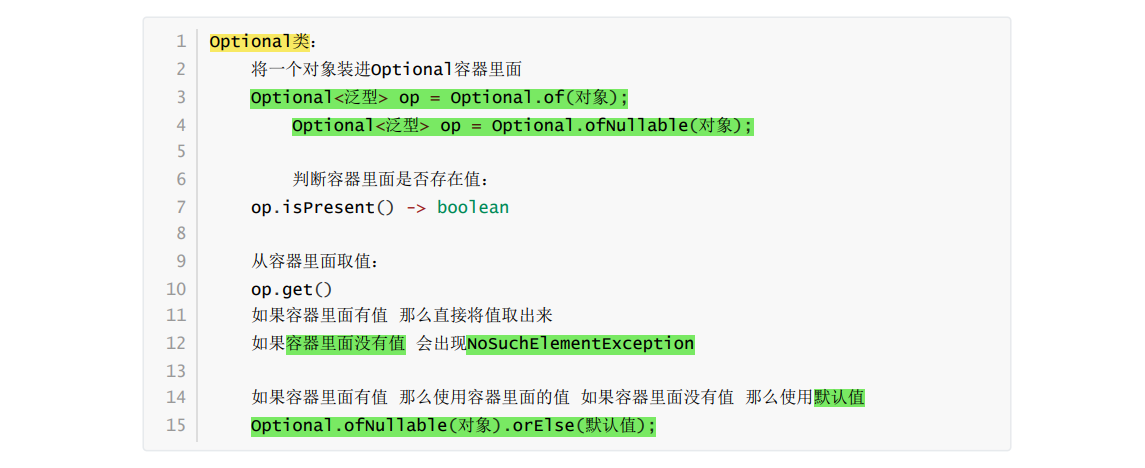 1 Optional类：
2 将一个对象装进Optional容器里面
3 Optional<泛型> op = Optional.of(对象);
4 Optional<泛型> op = Optional.ofNullable(对象);
5
6 判断容器里面是否存在值：
7 op.isPresent() -> boolean
8
9 从容器里面取值：
10 op.get()
11 如果容器里面有值 那么直接将值取出来
12 如果容器里面没有值 会出现NoSuchElementException
13
14 如果容器里面有值 那么使用容器里面的值 如果容器里面没有值 那么使用默认值
15 Optional.ofNullable(对象).orElse(默认值);